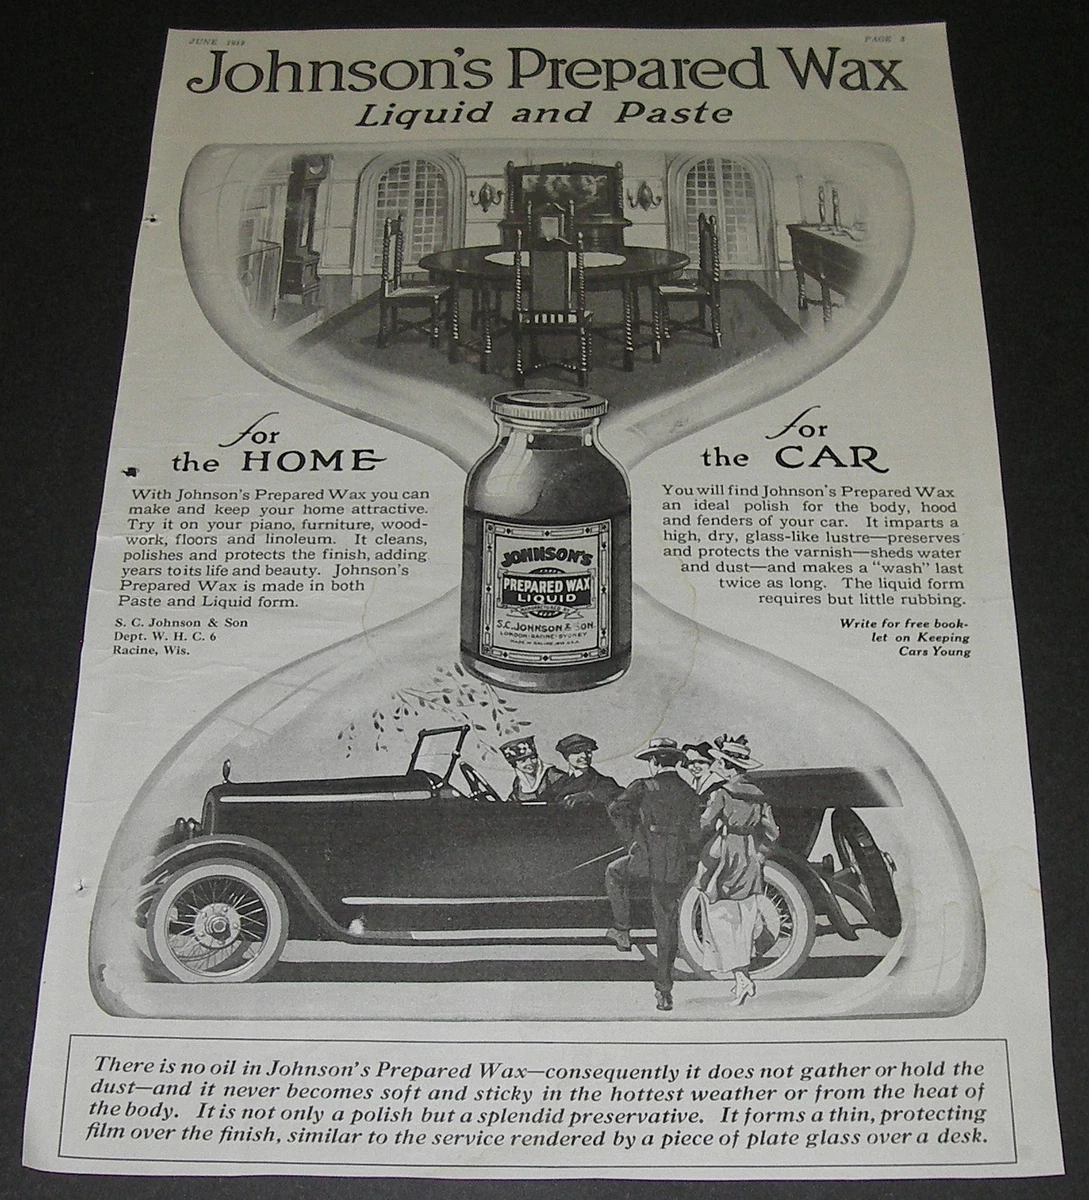 JUNE 1919
PAGE 3
Johnson's Prepared Wax
Liquid and Paste
for
the HOME
With Johnson's Prepared Wax you can
make and keep your home attractive.
Try it on your piano, furniture, wood-
work, floors and linoleum. It cleans,
polishes and protects the finish, adding
years to its life and beauty. Johnson's
Prepared Wax is made in both
Paste and Liquid form.
S. C. Johnson & Son
Dept. W. H. C. 6
Racine, Wis.
JOHNSON'S
PREPARED WAX
LIQUID
MANUFACTURED BY
S.C. JOHNSON & SON.
LONDON-RACINE-SYDNEY
for
the CAR
You will find Johnson's Prepared Wax
an ideal polish for the body, hood
and fenders of your car. It imparts a
high, dry, glass-like lustre—preserves
and protects the varnish—sheds water
and dust—and makes a "wash" last
twice as long. The liquid form
requires but little rubbing.
Write for free book-
let on Keeping
Cars Young
There is no oil in Johnson's Prepared Wax—consequently it does not gather or hold the
dust—and it never becomes soft and sticky in the hottest weather or from the heat of
the body. It is not only a polish but a splendid preservative. It forms a thin, protecting
film over the finish, similar to the service rendered by a piece of plate glass over a desk.